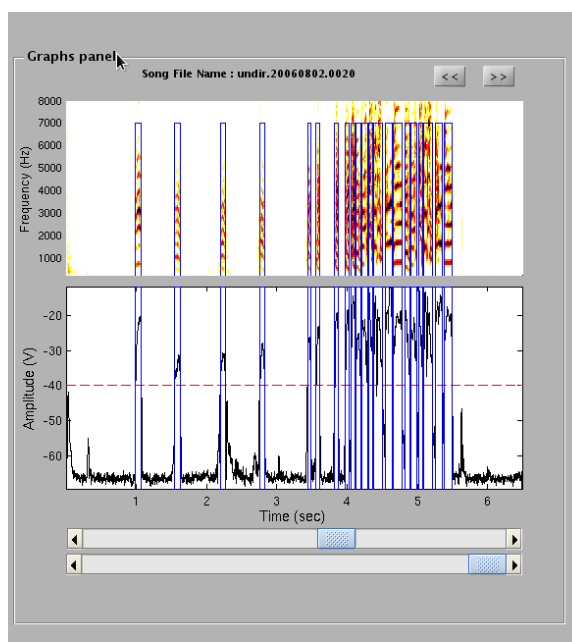 Graphs panel
Song File Name : undir.20060802.0020
<< >>
8000
7000
6000
5000
4000
3000
2000
1000
Frequency (Hz)
-20
-30
-40
-50
-60
Amplitude (V)
1 2 3 4 5 6
Time (sec)